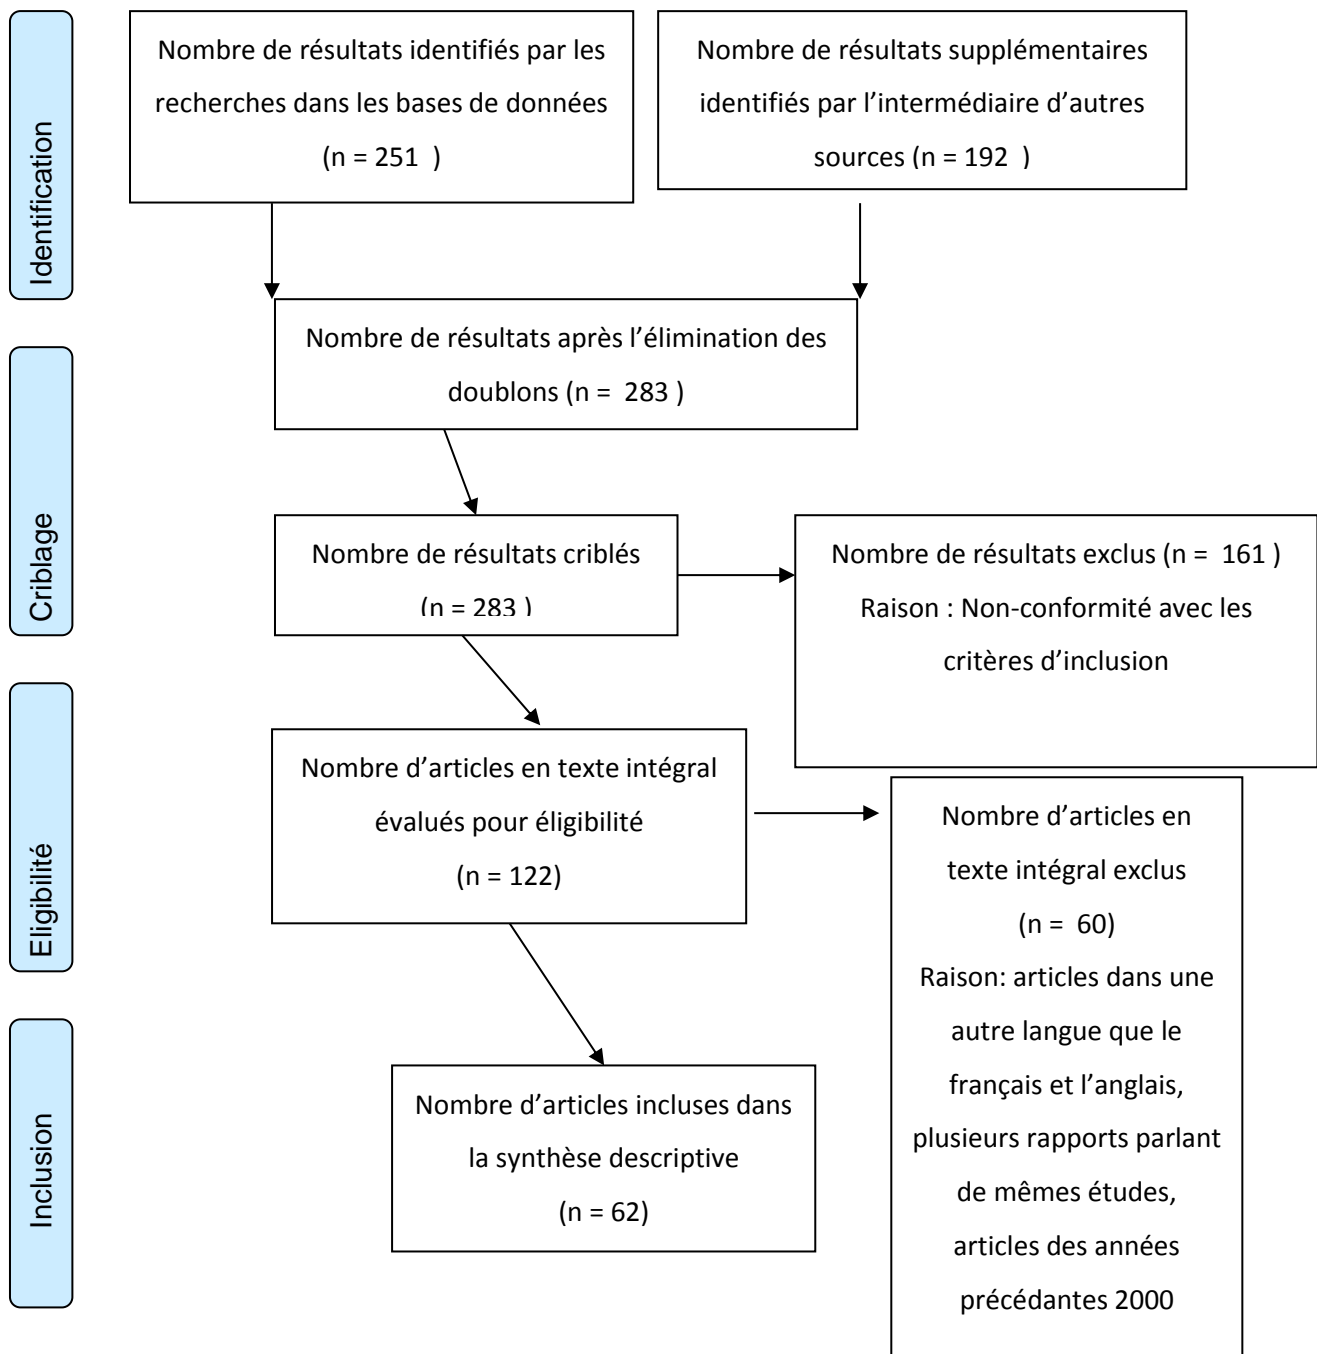 Identification
Nombre de résultats identifiés par les
recherches dans les bases de données
(n = 251 )
Nombre de résultats supplémentaires
identifiés par l’intermédiaire d’autres
sources (n = 192 )
Nombre de résultats après l’élimination des
doublons (n = 283 )
Criblage
Nombre de résultats criblés
(n = 283 )
Nombre de résultats exclus (n = 161 )
Raison : Non-conformité avec les
critères d’inclusion
Eligibilité
Nombre d’articles en texte intégral
évalués pour éligibilité
(n = 122)
Nombre d’articles en
texte intégral exclus
(n = 60)
Raison: articles dans une
autre langue que le
français et l’anglais,
plusieurs rapports parlant
de mêmes études,
articles des années
précédantes 2000
Inclusion
Nombre d’articles incluses dans
la synthèse descriptive
(n = 62)